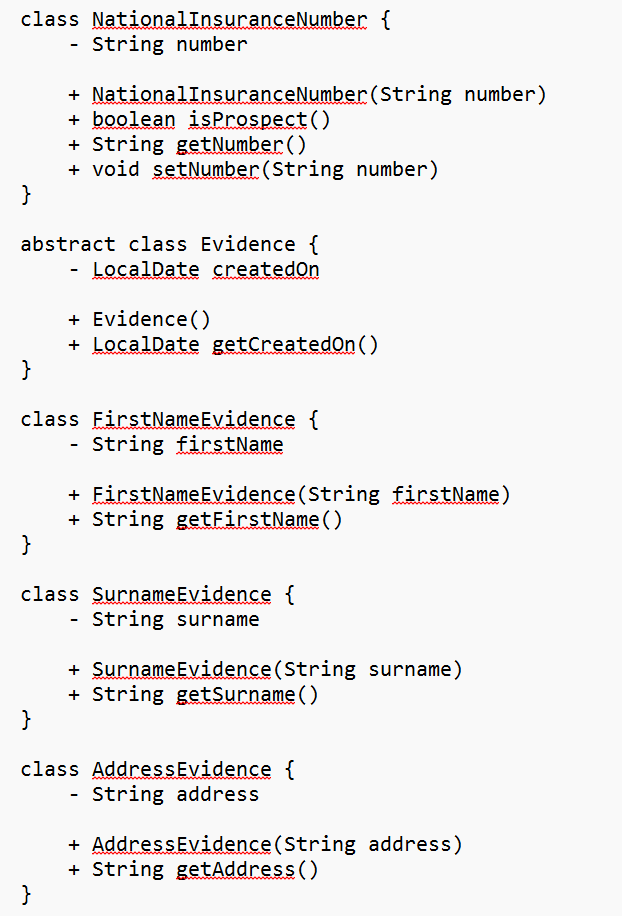 class NationalInsuranceNumber {
    - String number

    + NationalInsuranceNumber(String number)
    + boolean isProspect()
    + String getNumber()
    + void setNumber(String number)
}

abstract class Evidence {
    - LocalDate createdOn

    + Evidence()
    + LocalDate getCreatedOn()
}

class FirstNameEvidence {
    - String firstName

    + FirstNameEvidence(String firstName)
    + String getFirstName()
}

class SurnameEvidence {
    - String surname

    + SurnameEvidence(String surname)
    + String getSurname()
}

class AddressEvidence {
    - String address

    + AddressEvidence(String address)
    + String getAddress()
}